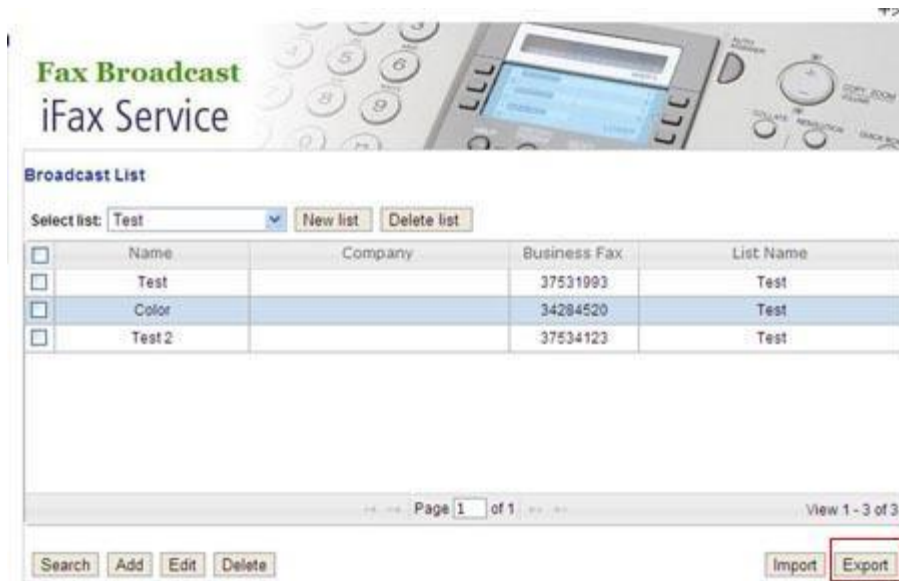 Fax Broadcast
iFax Service
Broadcast List
Select list: Test New list Delete list
Name Company Business Fax List Name
Test 37531993 Test
Color 34284520 Test
Test 2 37534123 Test
Page 1 of 1 View 1 - 3 of 3
Search Add Edit Delete Import Export